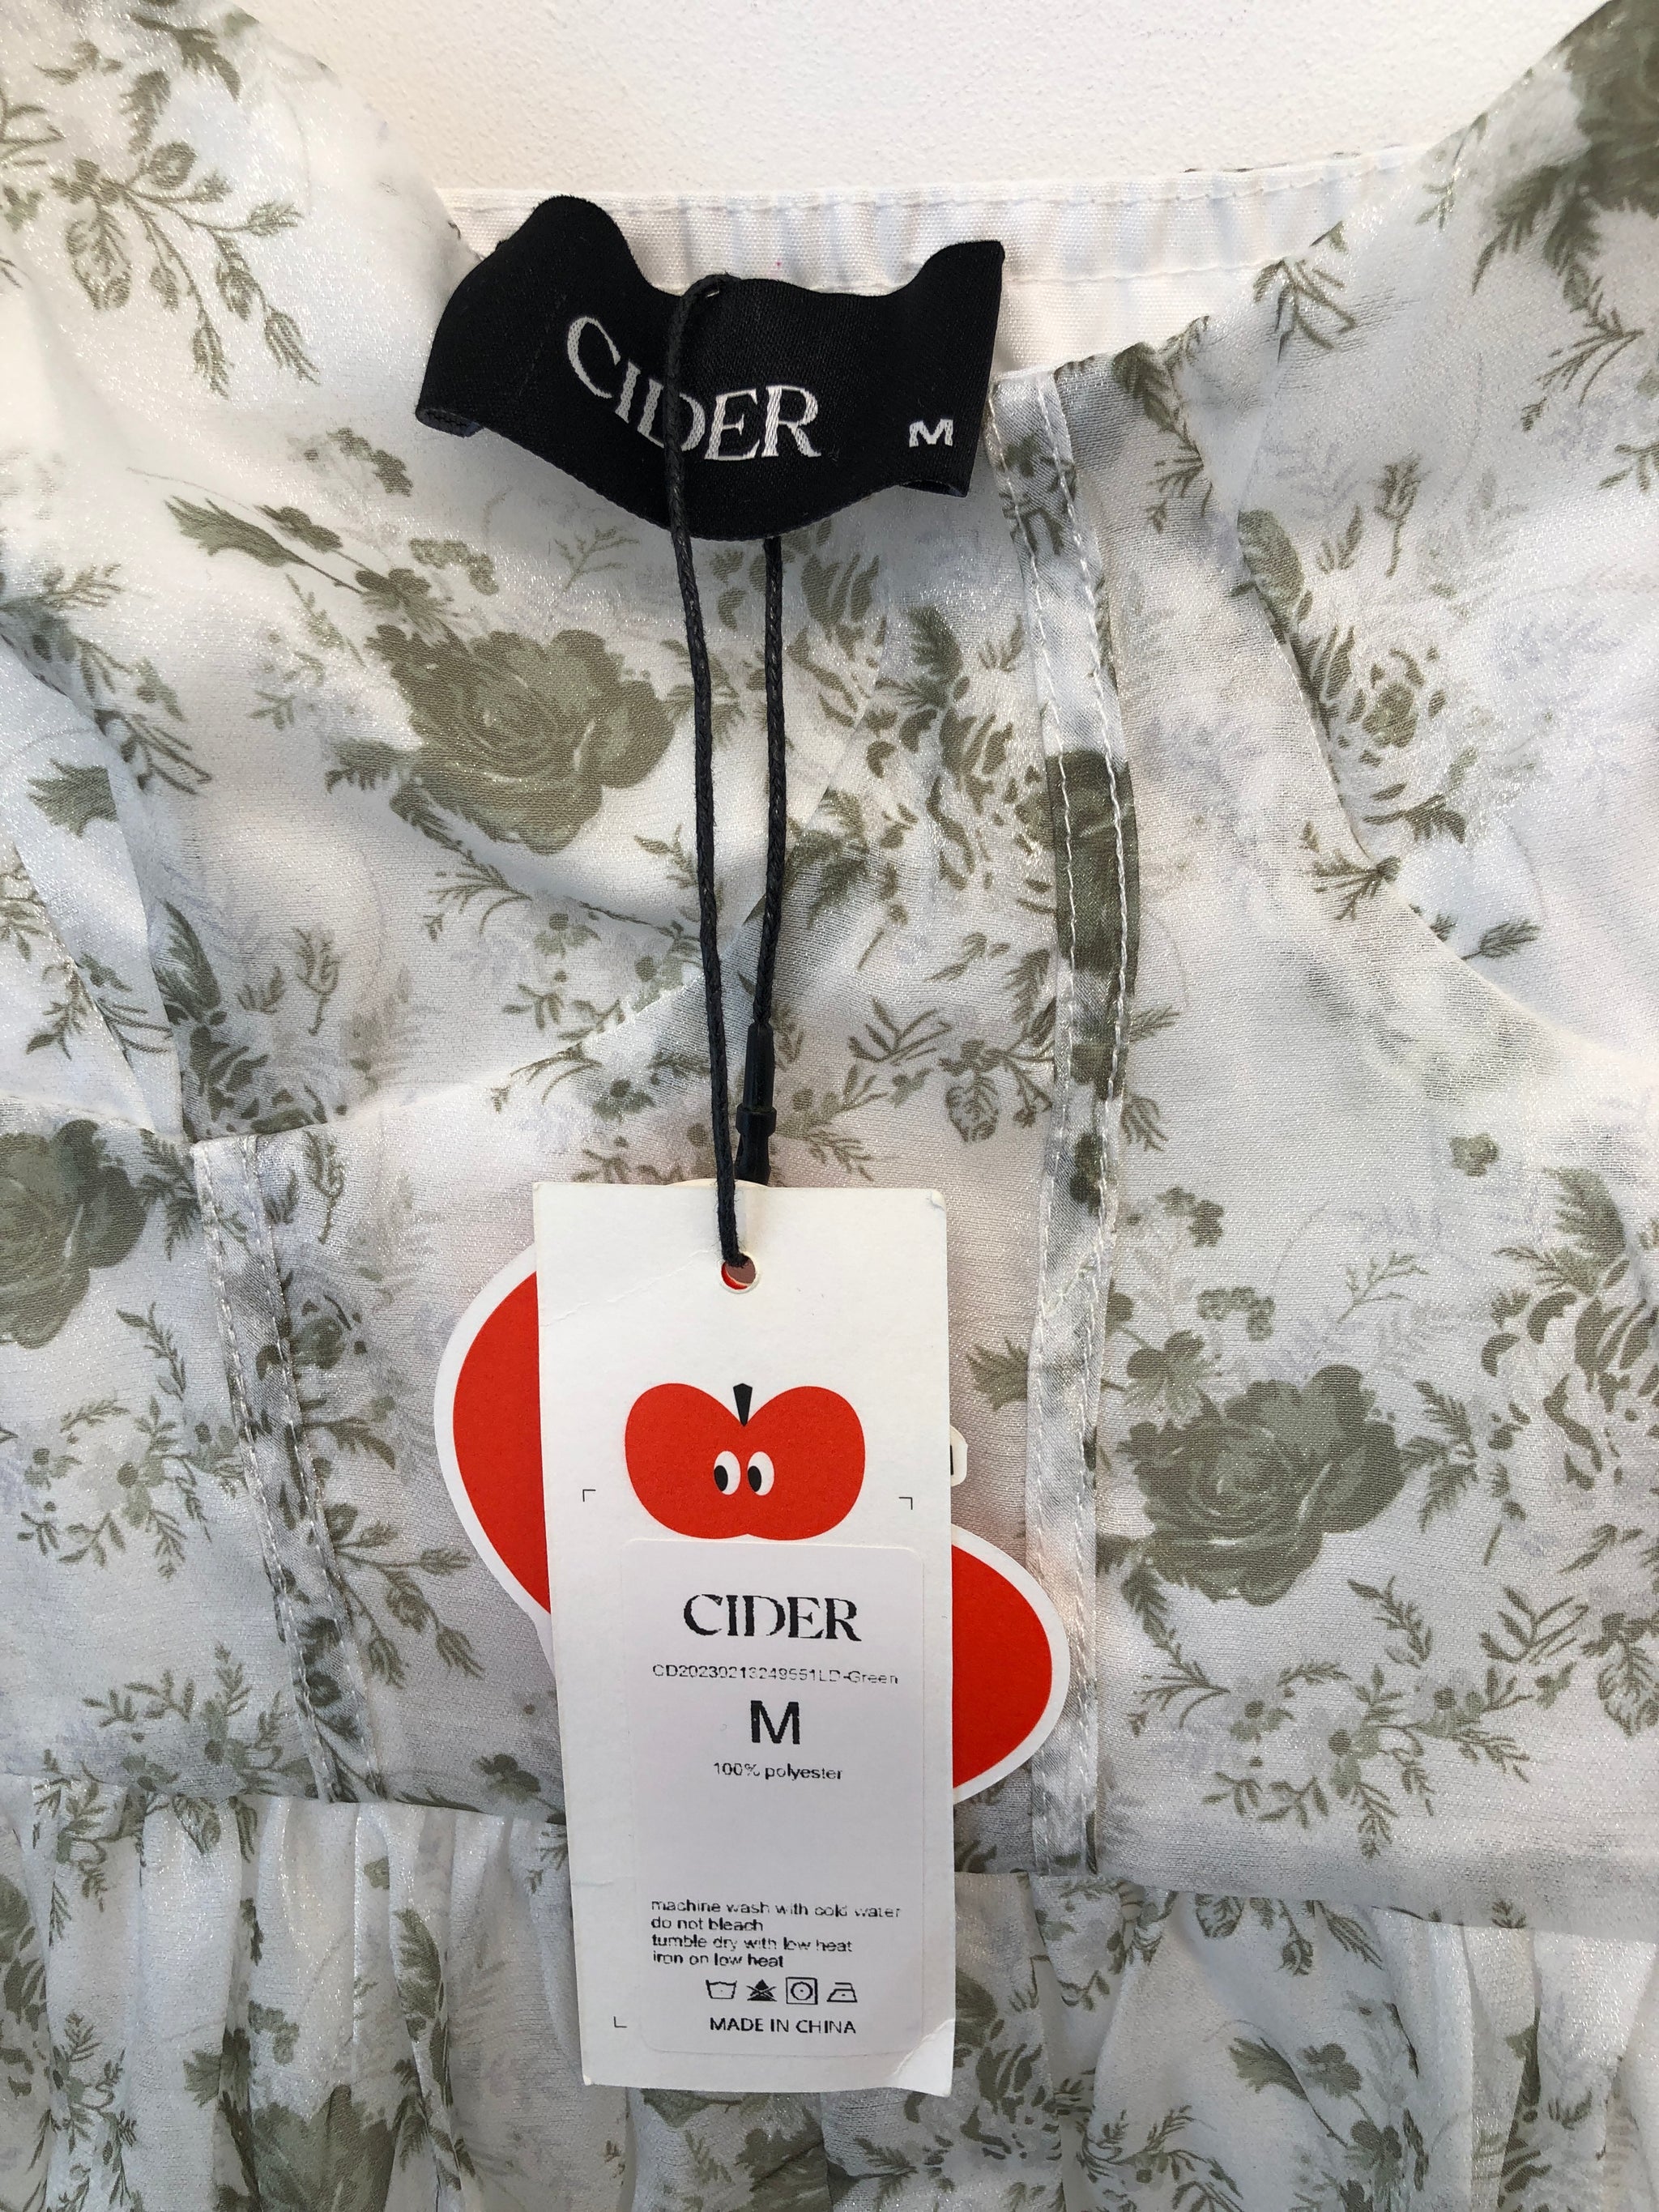 CIDER
M
CIDER
CD20230213249551LD-Green
M
100% polyester
machine wash with cold water
do not bleach
tumble dry with low heat
iron on low heat
MADE IN CHINA